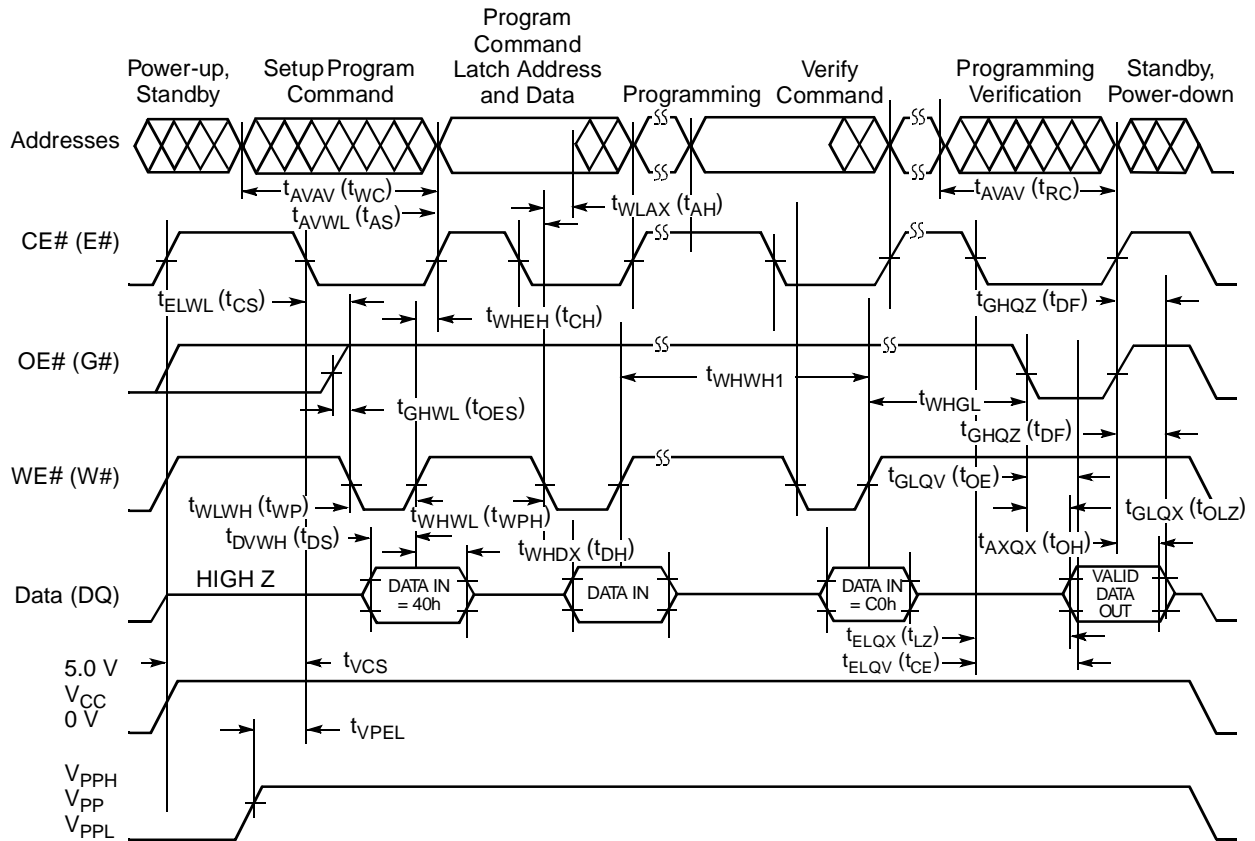 Power-up,
Standby
Setup Program
Command
Program
Command
Latch Address
and Data
Programming
Verify
Command
Programming
Verification
Standby,
Power-down
Addresses
tAVAV (tWC)
tAVWL (tAS)
tWLAX (tAH)
tAVAV (tRC)
CE# (E#)
tELWL (tCS)
tWHEH (tCH)
tGHQZ (tDF)
OE# (G#)
tWHWH1
tWHGL
tGHWL (tOES)
tGHQZ (tDF)
WE# (W#)
tGLQV (tOE)
tWLWH (tWP)
tWHWL (tWPH)
tGLQX (tOLZ)
tDVWH (tDS)
tWHDX (tDH)
tAXQX (tOH)
Data (DQ)
HIGH Z
DATA IN
= 40h
DATA IN
DATA IN
= C0h
VALID
DATA
OUT
tELQX (tLZ)
tELQV (tCE)
5.0 V
VCC
0 V
tVCS
tVPEL
VPPH
VPP
VPPL